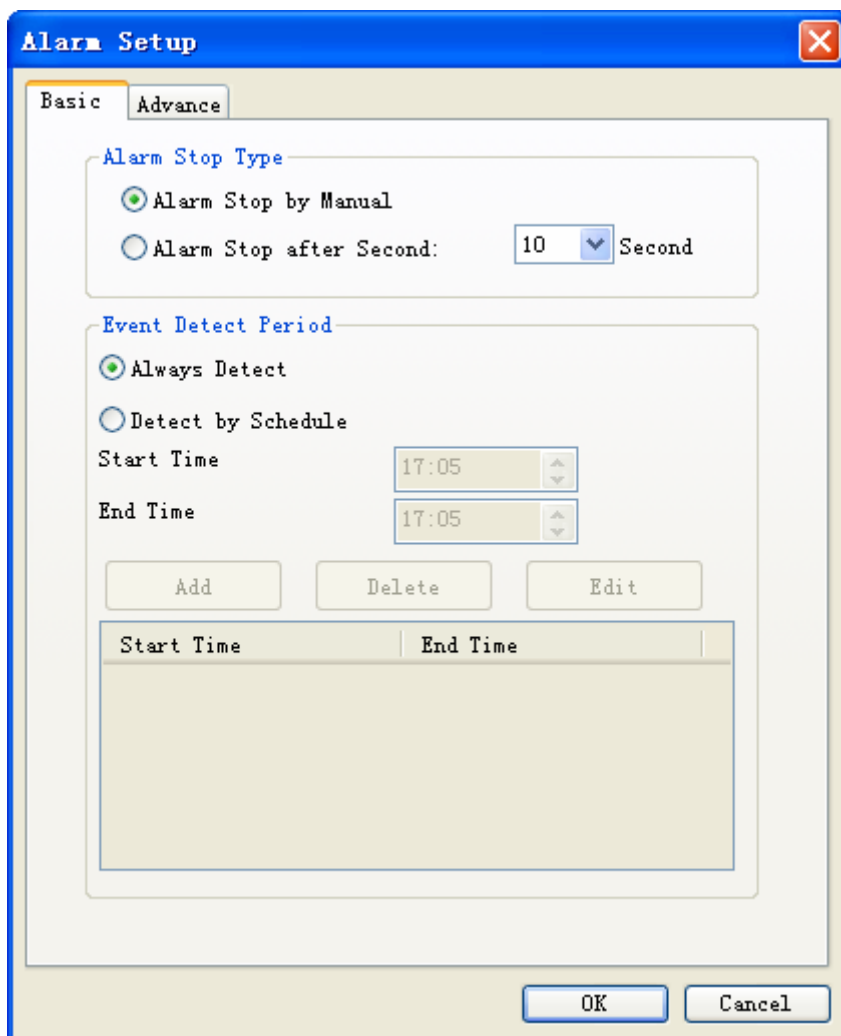 Alarm Setup
Basic Advance
Alarm Stop Type
Alarm Stop by Manual
Alarm Stop after Second: 10 Second
Event Detect Period
Always Detect
Detect by Schedule
Start Time 17:05
End Time 17:05
Add Delete Edit
Start Time End Time
OK Cancel